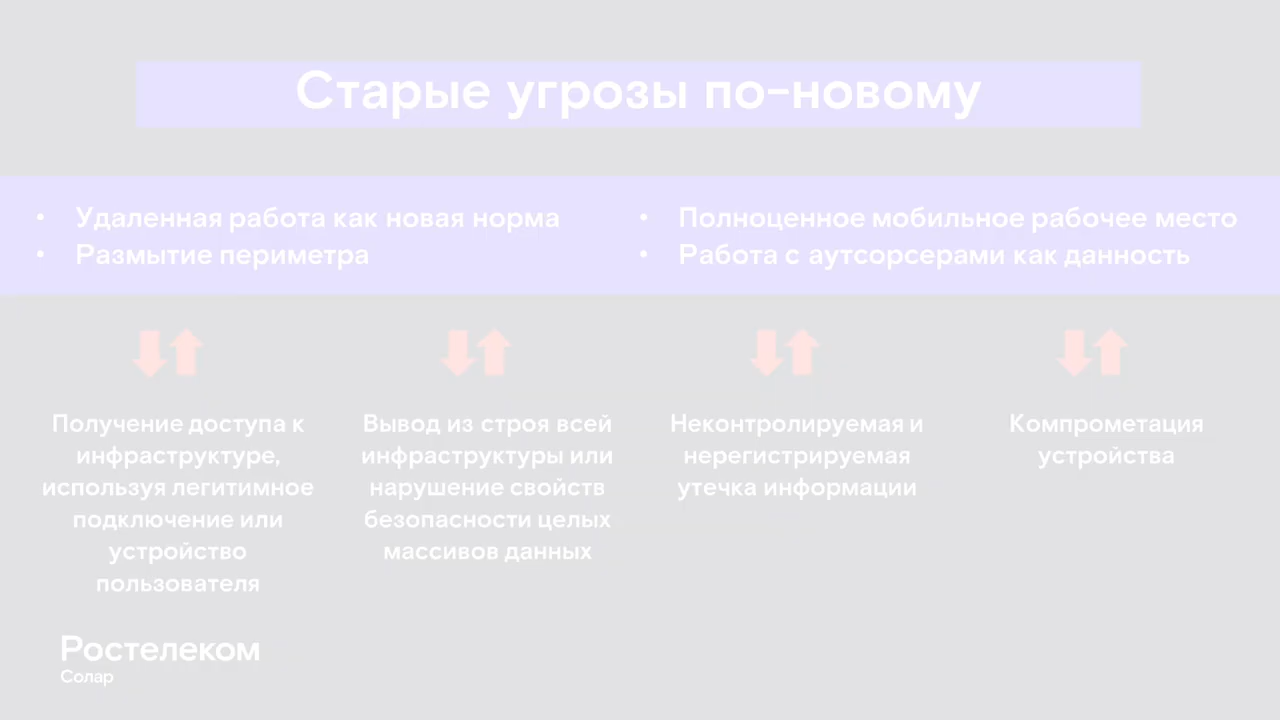 Старые угрозы по-новому
• Удаленная работа как новая норма
• Размытие периметра
• Полноценное мобильное рабочее место
• Работа с аутсорсерами как данность
Получение доступа к
инфраструктуре,
используя легитимное
подключение или
устройство
пользователя
Вывод из строя всей
инфраструктуры или
нарушение свойств
безопасности целых
массивов данных
Неконтролируемая и
нерегистрируемая
утечка информации
Компрометация
устройства
Ростелеком
Солар